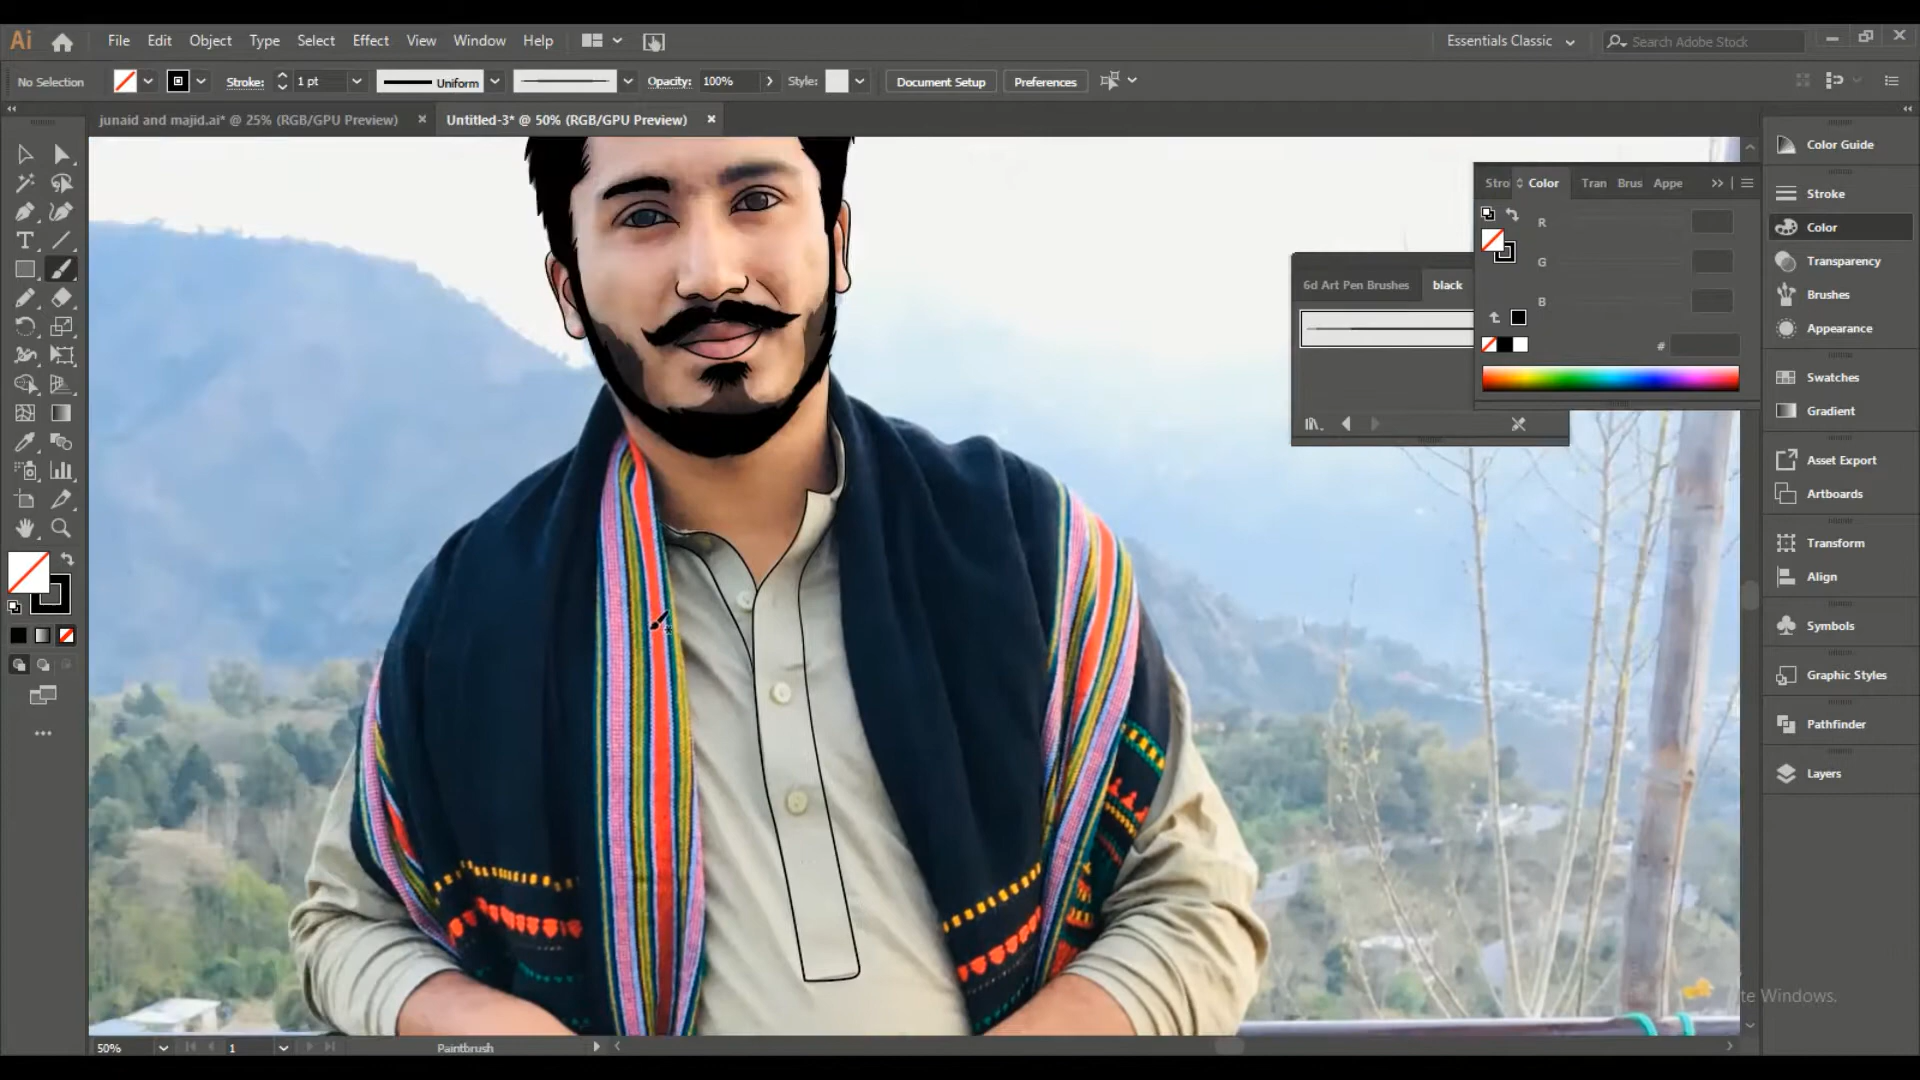 Ai File Edit Object Type Select Effect View Window Help Essentials Classic Search Adobe Stock
No Selection Stroke: 1 pt Uniform Opacity: 100% Style: Document Setup Preferences
junaid and majid.ai* @ 25% (RGB/GPU Preview) Untitled-3* @ 50% (RGB/GPU Preview)
Color Guide
Stro Color Tran Brus Appe
Stroke
R
Color
G
Transparency
6d Art Pen Brushes black
Brushes
B
Appearance
#
Swatches
Gradient
Asset Export
Artboards
Transform
Align
Symbols
Graphic Styles
Pathfinder
Layers
te Windows.
50% 1 Paintbrush